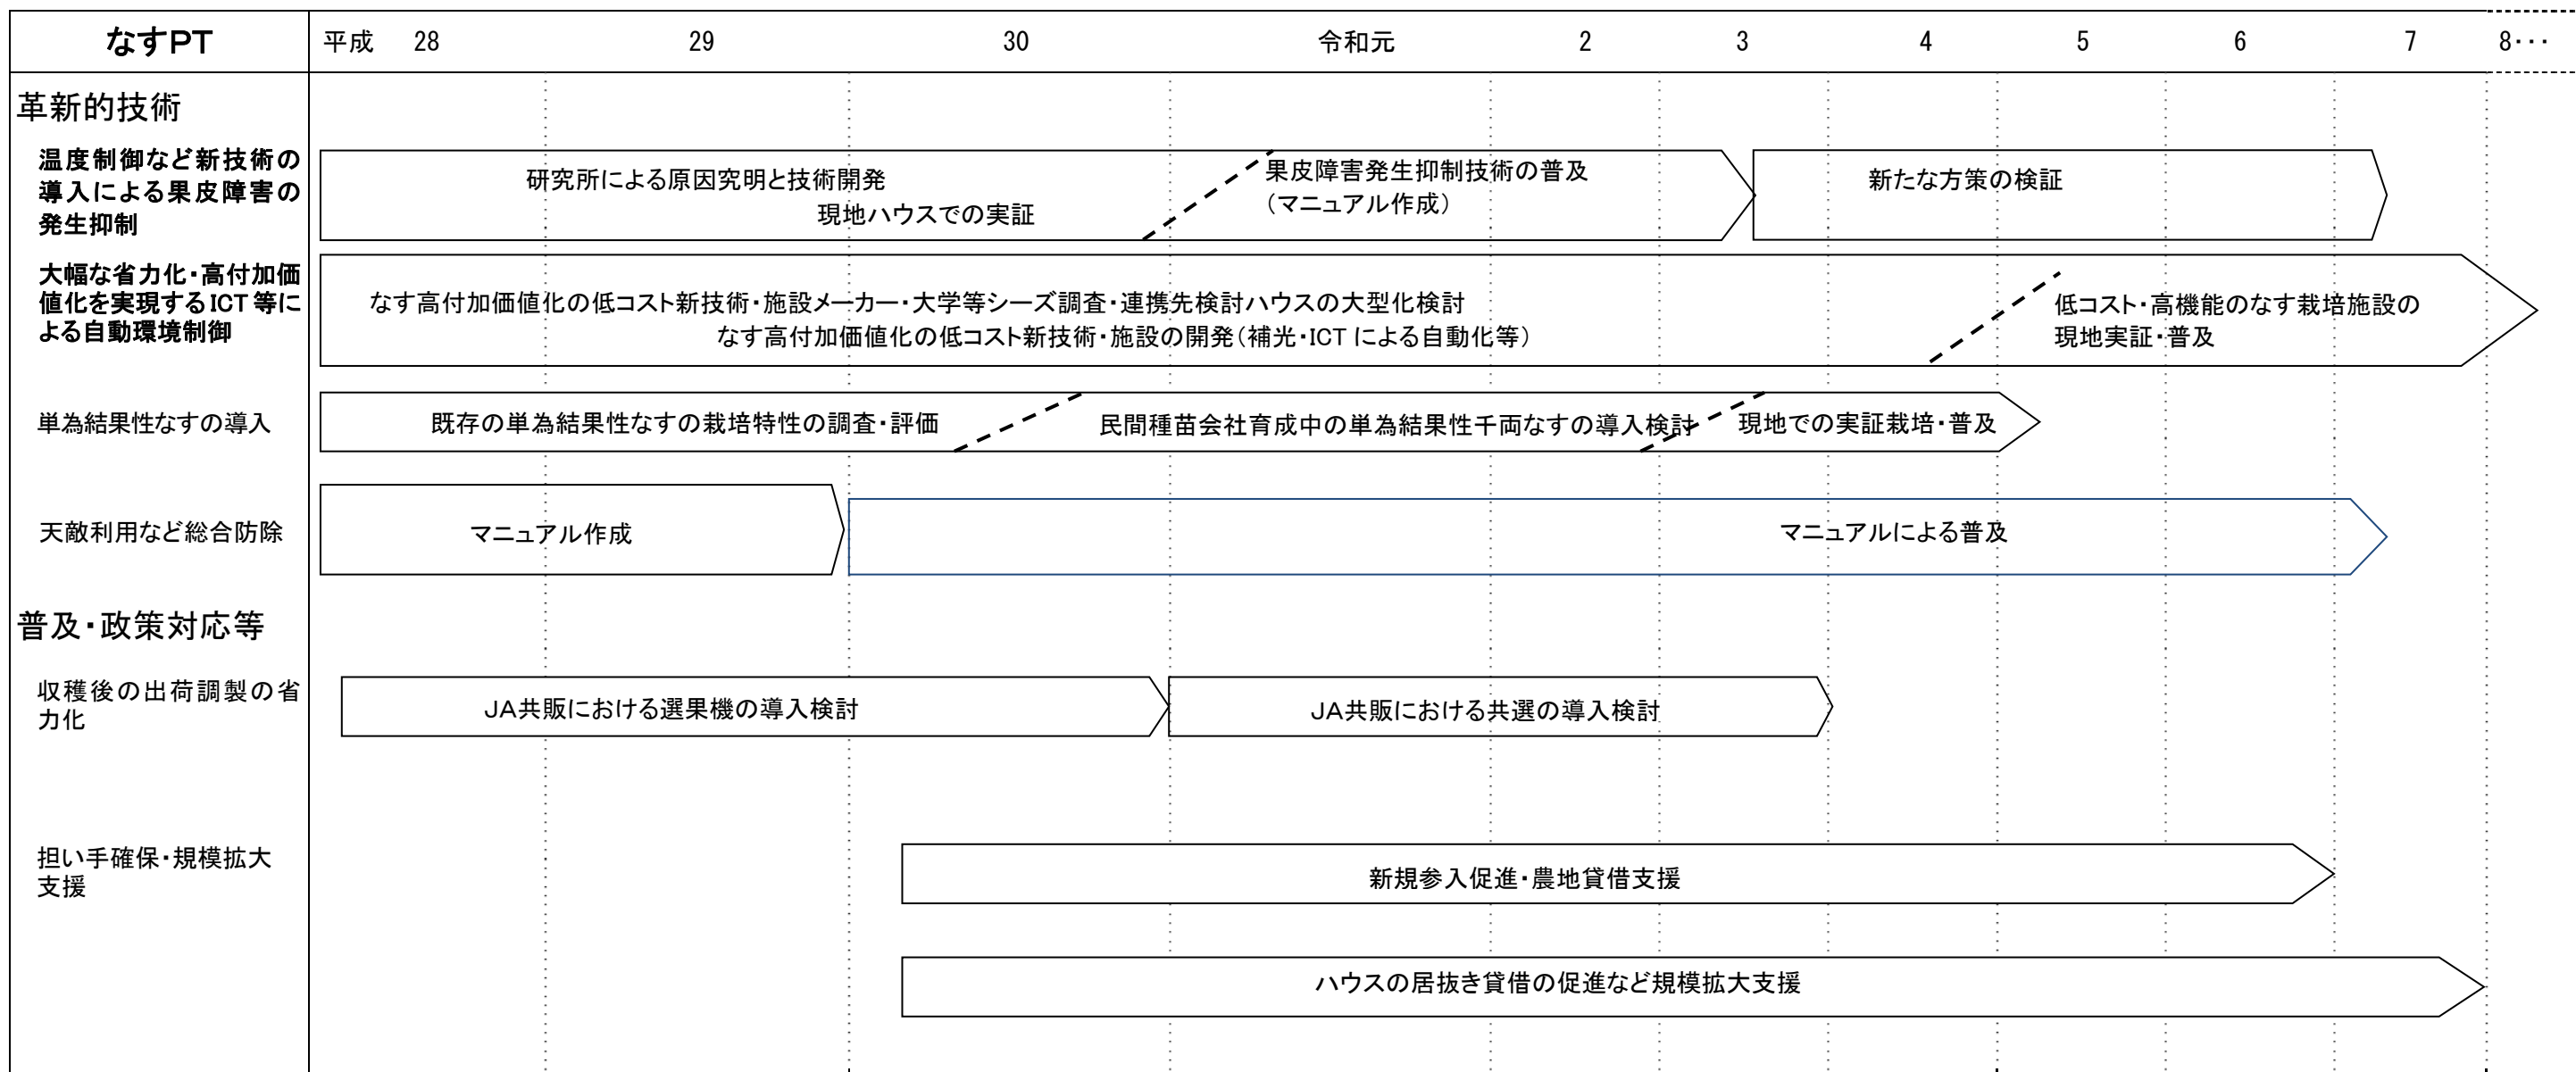 なすPT 平成 28 29 30 令和元 2 3 4 5 6 7 8・・・
革新的技術
温度制御など新技術の
導入による果皮障害の
発生抑制
研究所による原因究明と技術開発
現地ハウスでの実証
果皮障害発生抑制技術の普及
（マニュアル作成）
新たな方策の検証
大幅な省力化・高付加価
値化を実現するICT等に
よる自動環境制御
なす高付加価値化の低コスト新技術・施設メーカー・大学等シーズ調査・連携先検討ハウスの大型化検討
なす高付加価値化の低コスト新技術・施設の開発（補光・ICTによる自動化等）
低コスト・高機能のなす栽培施設の
現地実証・普及
単為結果性なすの導入
既存の単為結果性なすの栽培特性の調査・評価
民間種苗会社育成中の単為結果性千両なすの導入検討
現地での実証栽培・普及
天敵利用など総合防除
マニュアル作成
マニュアルによる普及
普及・政策対応等
収穫後の出荷調製の省
力化
JA共販における選果機の導入検討
JA共販における共選の導入検討
担い手確保・規模拡大
支援
新規参入促進・農地貸借支援
ハウスの居抜き貸借の促進など規模拡大支援